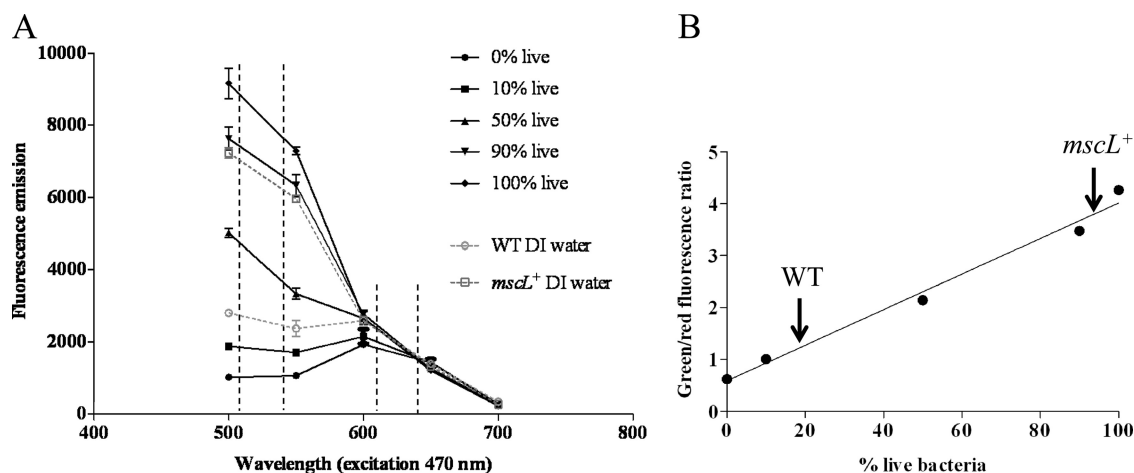 A
10000
8000
6000
4000
2000
0
400
500
600
700
800
Fluorescence emission
Wavelength (excitation 470 nm)
0% live
10% live
50% live
90% live
100% live
WT DI water
mscL+ DI water
B
5
4
3
2
1
0
0
20
40
60
80
100
Green/red fluorescence ratio
% live bacteria
WT
mscL+